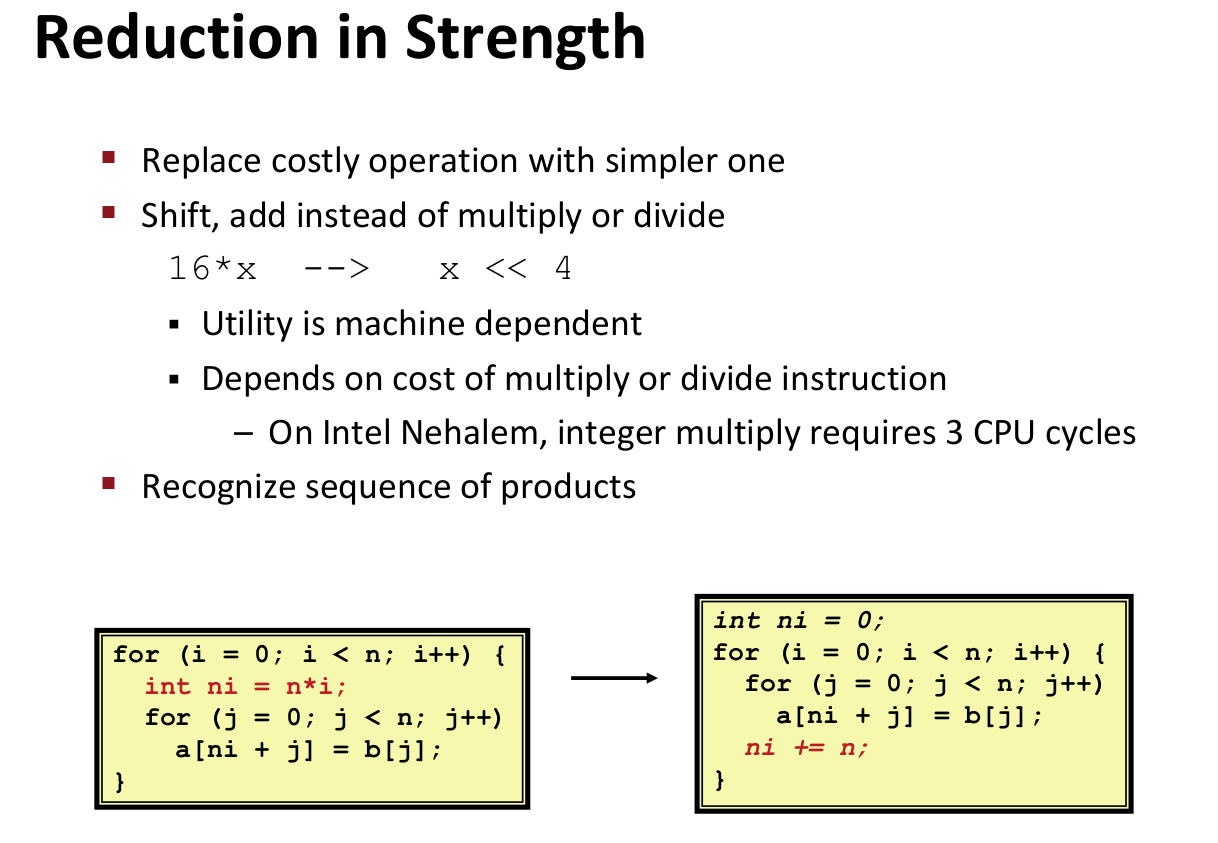 Reduction in Strength
▪ Replace costly operation with simpler one
▪ Shift, add instead of multiply or divide
16*x --> x << 4
▪ Utility is machine dependent
▪ Depends on cost of multiply or divide instruction
– On Intel Nehalem, integer multiply requires 3 CPU cycles
▪ Recognize sequence of products
for (i = 0; i < n; i++) {
  int ni = n*i;
  for (j = 0; j < n; j++)
    a[ni + j] = b[j];
}
int ni = 0;
for (i = 0; i < n; i++) {
  for (j = 0; j < n; j++)
    a[ni + j] = b[j];
  ni += n;
}